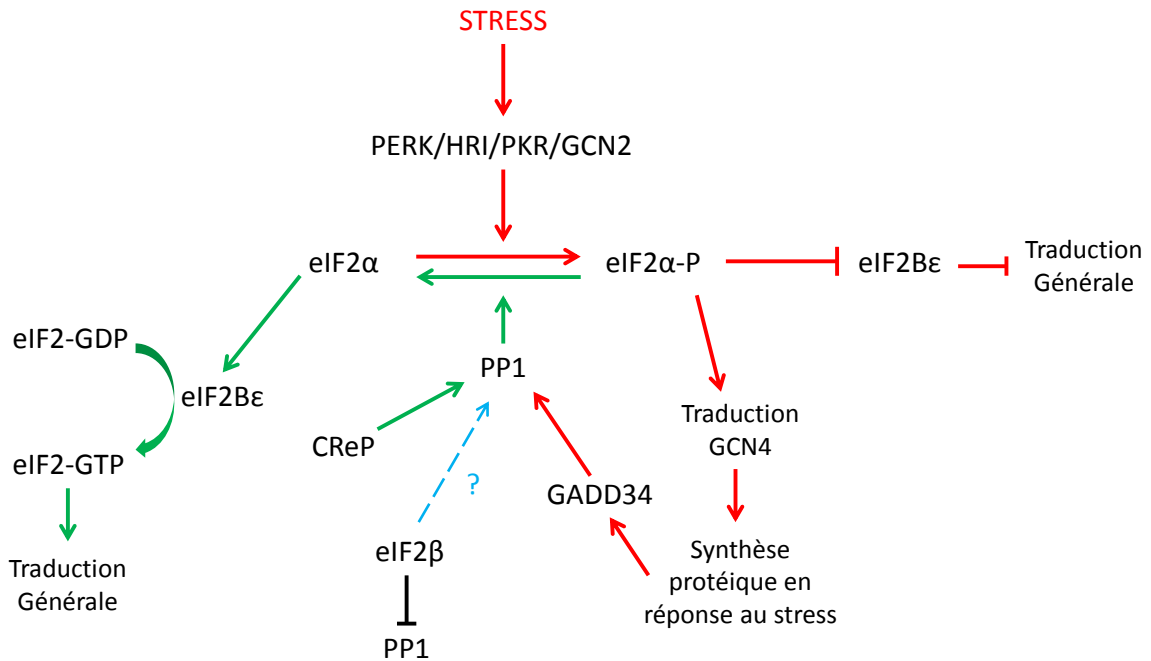 STRESS
PERK/HRI/PKR/GCN2
eIF2α
eIF2α-P
eIF2Bε
Traduction
Générale
eIF2-GDP
eIF2Bε
eIF2-GTP
Traduction
Générale
PP1
CReP
?
eIF2β
PP1
GADD34
Traduction
GCN4
Synthèse
protéique en
réponse au stress